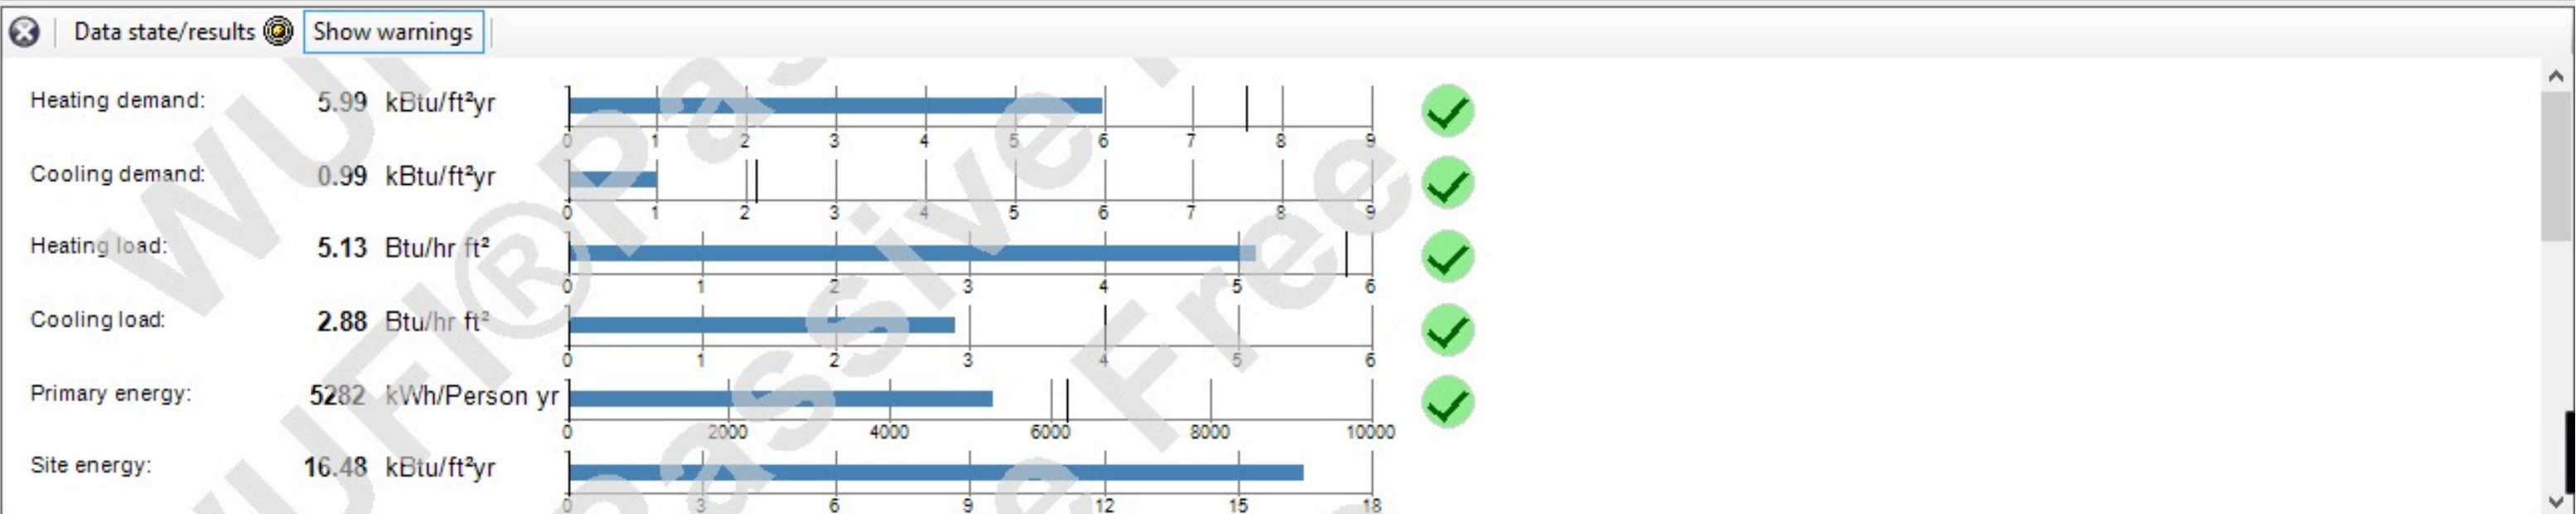 Data state/results Show warnings
Heating demand: 5.99 kBtu/ft²yr
0 1 2 3 4 5 6 7 8 9
Cooling demand: 0.99 kBtu/ft²yr
0 1 2 3 4 5 6 7 8 9
Heating load: 5.13 Btu/hr ft²
0 1 2 3 4 5 6
Cooling load: 2.88 Btu/hr ft²
0 1 2 3 4 5 6
Primary energy: 5282 kWh/Person yr
0 2000 4000 6000 8000 10000
Site energy: 16.48 kBtu/ft²yr
0 3 6 9 12 15 18
WUFI®Passive Free